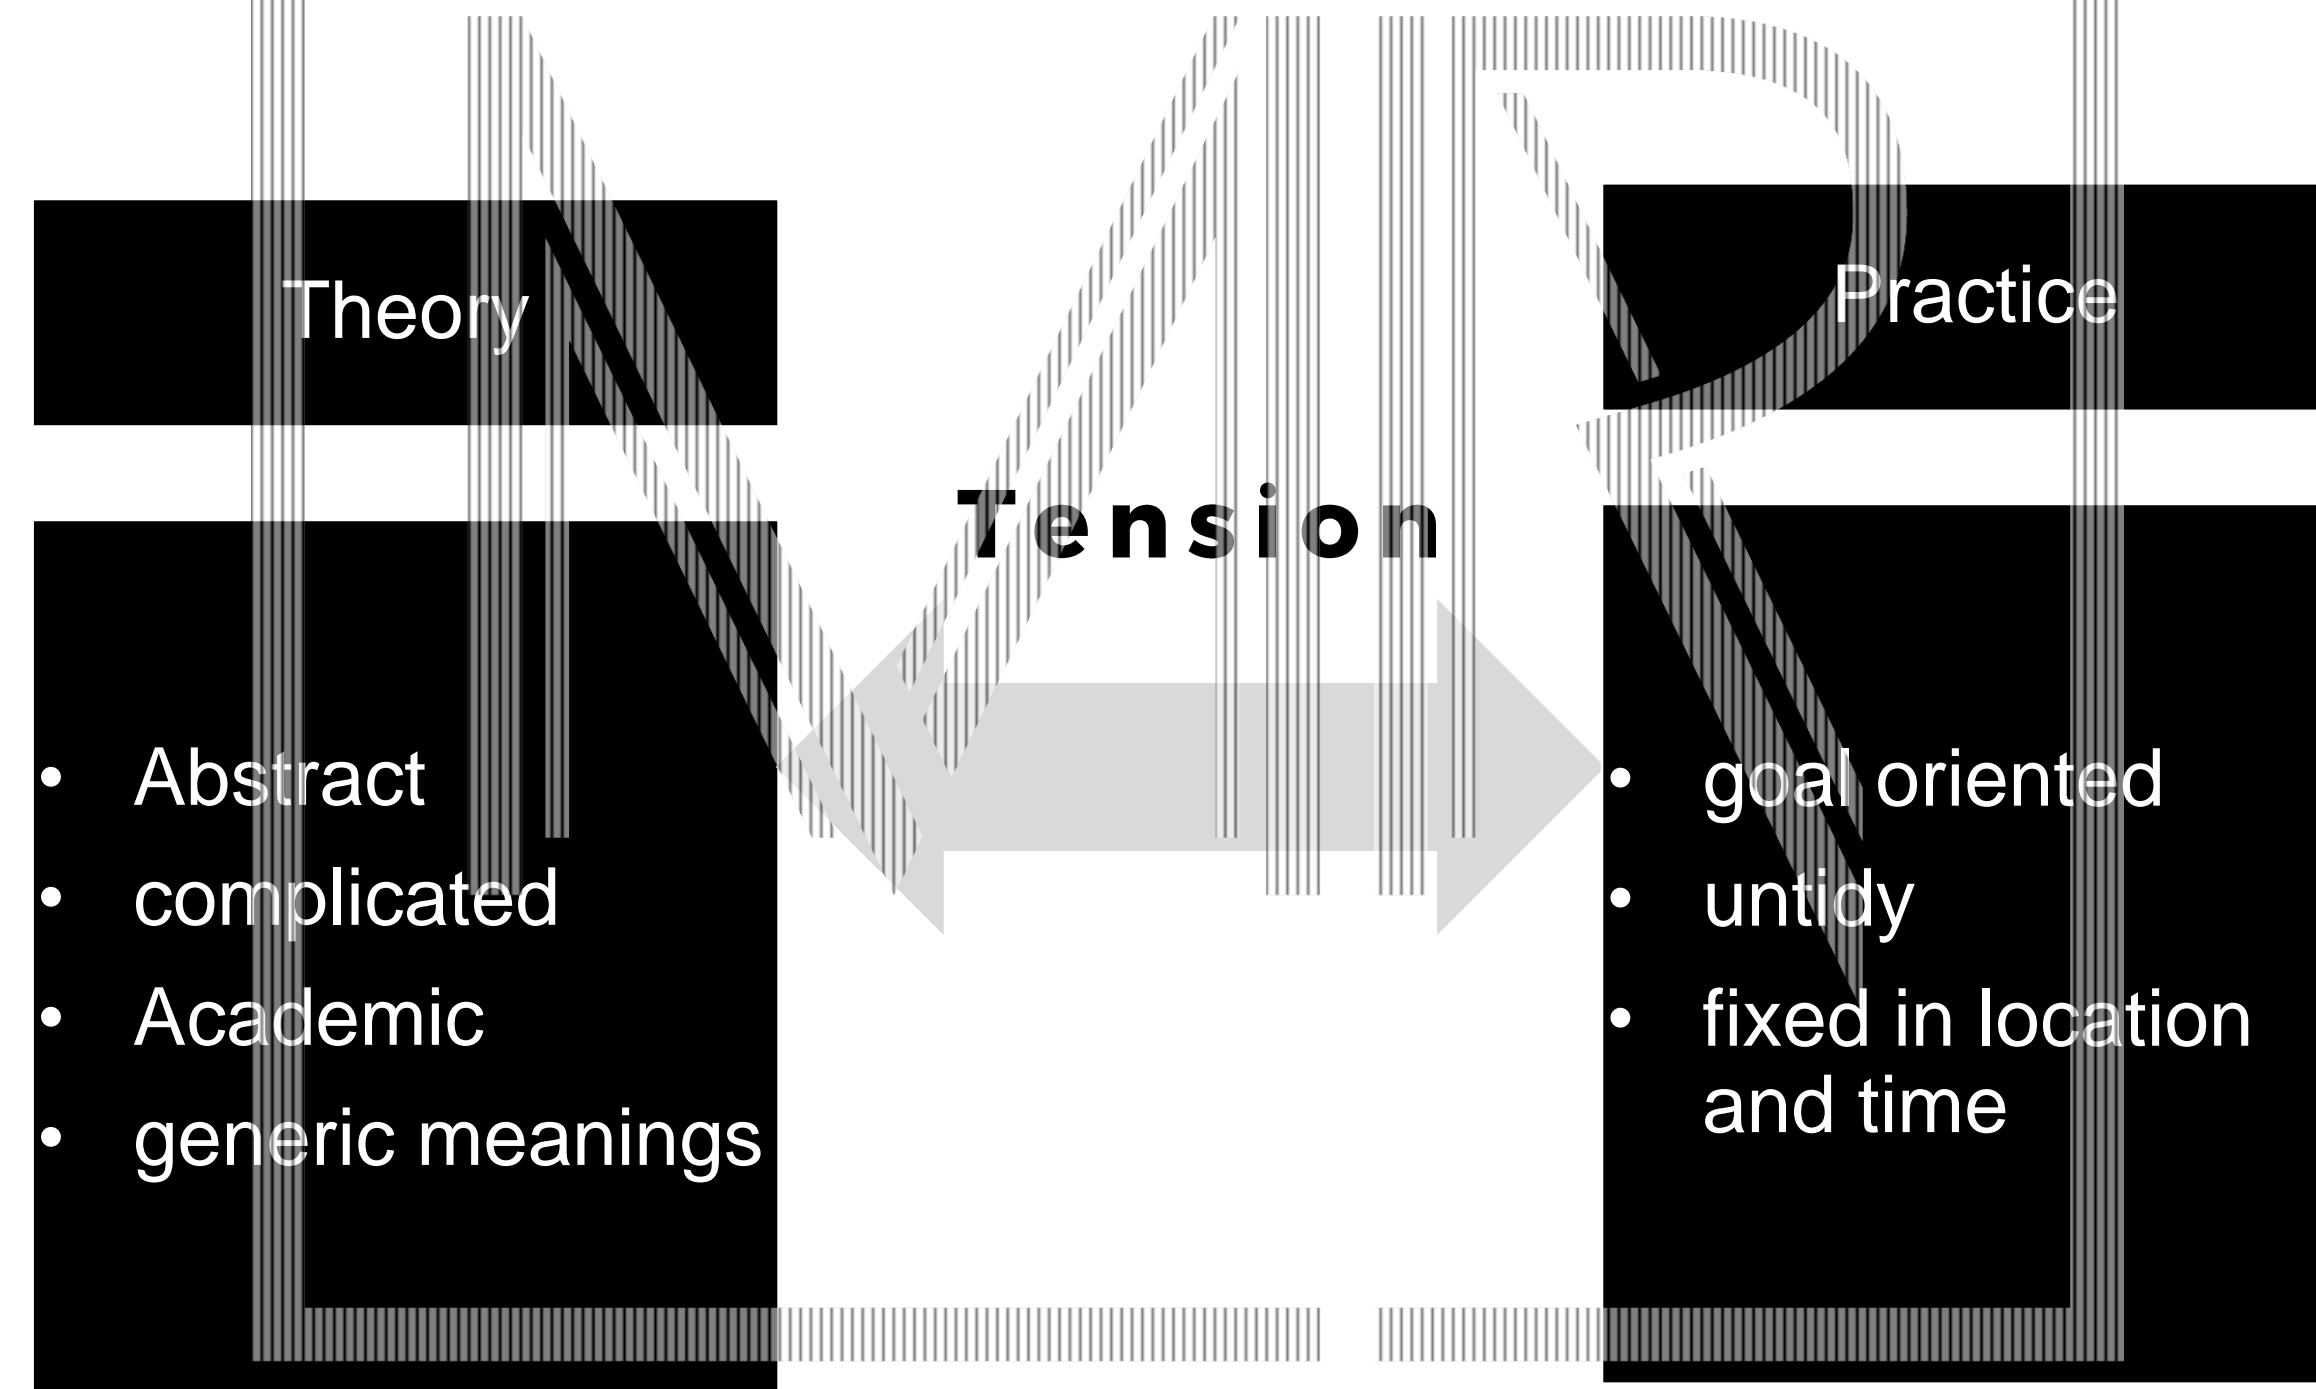 Theory
Practice
Tension
• Abstract
• complicated
• Academic
• generic meanings
• goal oriented
• untidy
• fixed in location
and time